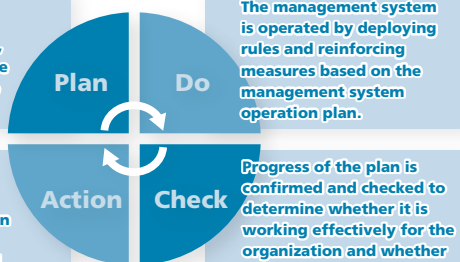 The management system
is operated by deploying
rules and reinforcing
measures based on the
management system
operation plan.
Plan
Do
Action
Check
Progress of the plan is
confirmed and checked to
determine whether it is
working effectively for the
organization and whether